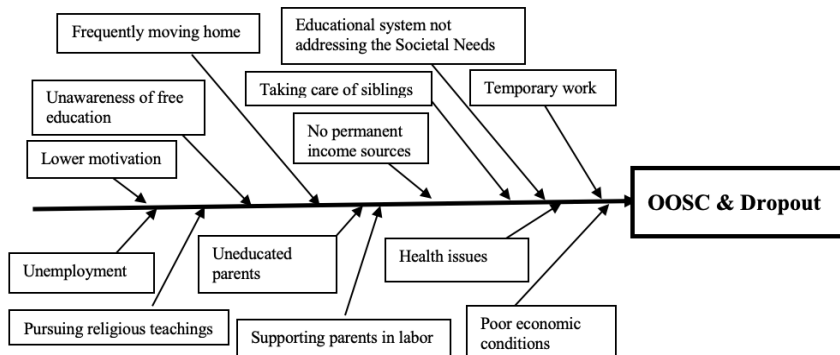 Frequently moving home
Educational system not
addressing the Societal Needs
Unawareness of free
education
Taking care of siblings
Temporary work
No permanent
income sources
Lower motivation
OOSC & Dropout
Unemployment
Uneducated
parents
Health issues
Pursuing religious teachings
Supporting parents in labor
Poor economic
conditions